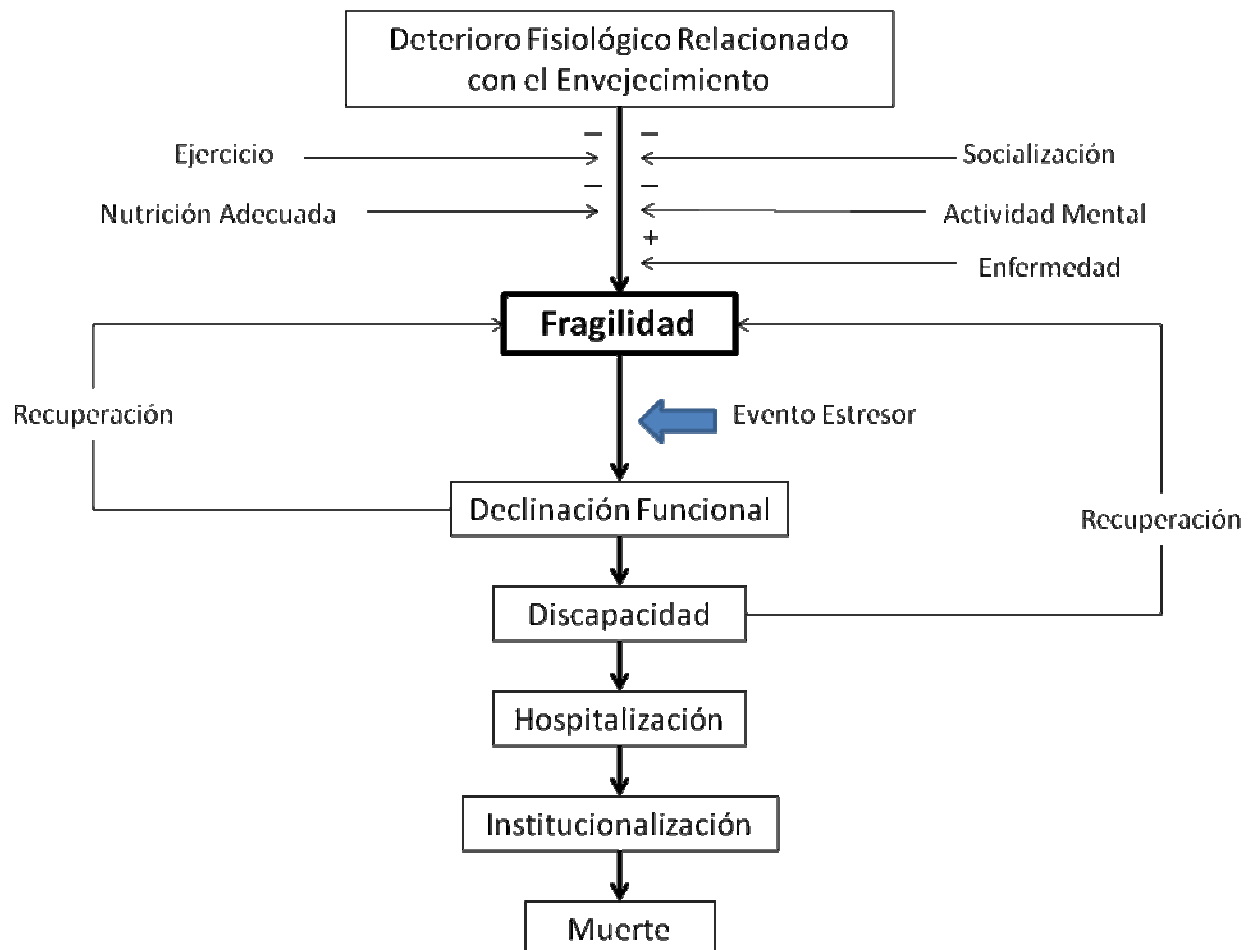 Deterioro Fisiológico Relacionado
con el Envejecimiento
– –
Ejercicio
Socialización
– –
Nutrición Adecuada
Actividad Mental
+
Enfermedad
Fragilidad
Recuperación
Evento Estresor
Declinación Funcional
Recuperación
Discapacidad
Hospitalización
Institucionalización
Muerte